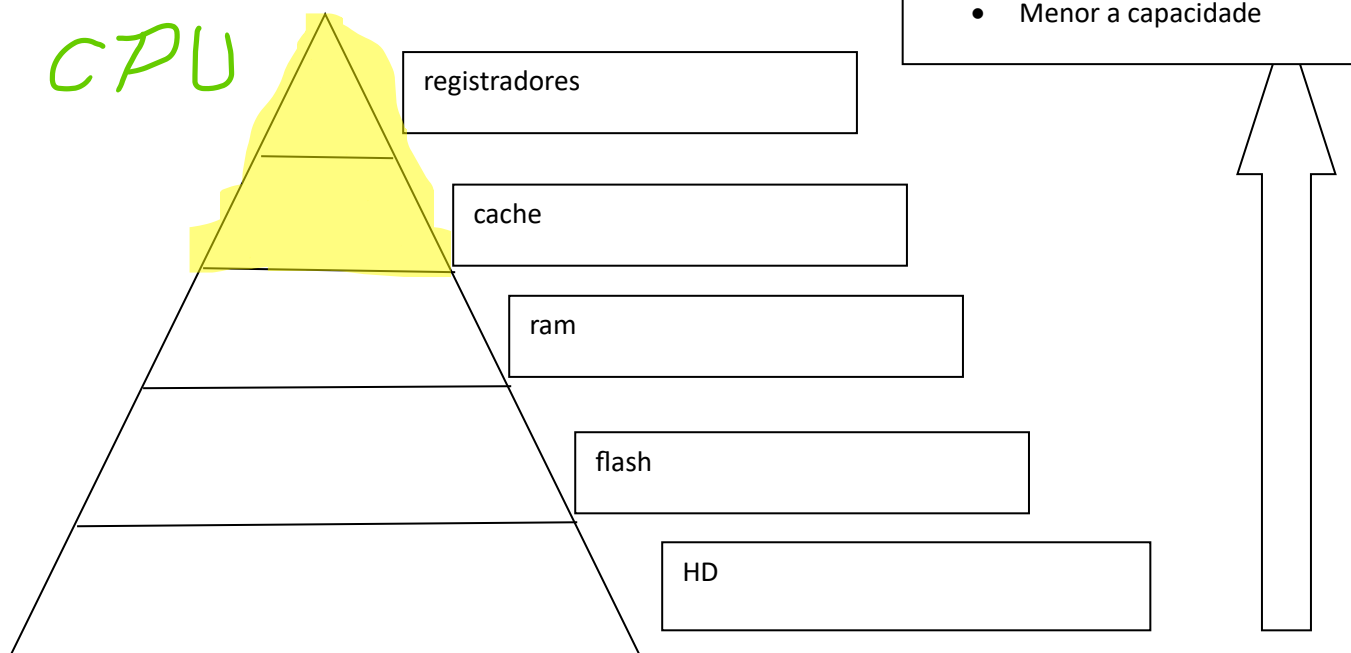 • Menor a capacidade
CPU
registradores
cache
ram
flash
HD